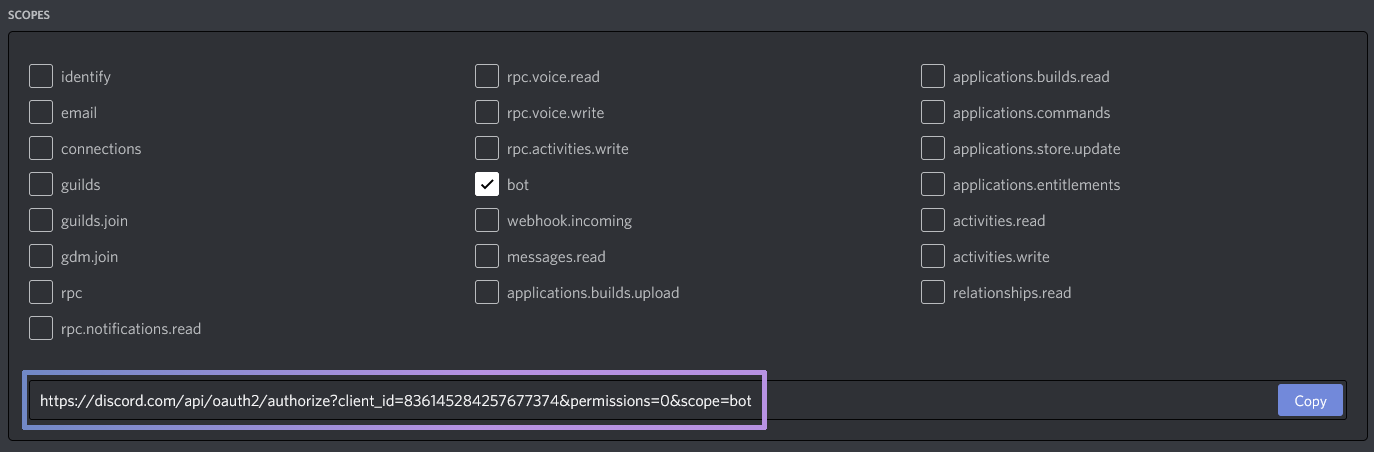 SCOPES
identify
email
connections
guilds
guilds.join
gdm.join
rpc
rpc.notifications.read
rpc.voice.read
rpc.voice.write
rpc.activities.write
bot
webhook.incoming
messages.read
applications.builds.upload
applications.builds.read
applications.commands
applications.store.update
applications.entitlements
activities.read
activities.write
relationships.read
https://discord.com/api/oauth2/authorize?client_id=836145284257677374&permissions=0&scope=bot
Copy